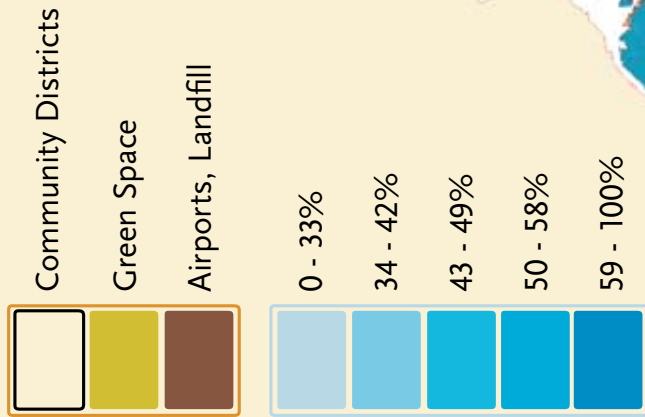 Community Districts
Green Space
Airports, Landfill
0 - 33%
34 - 42%
43 - 49%
50 - 58%
59 - 100%